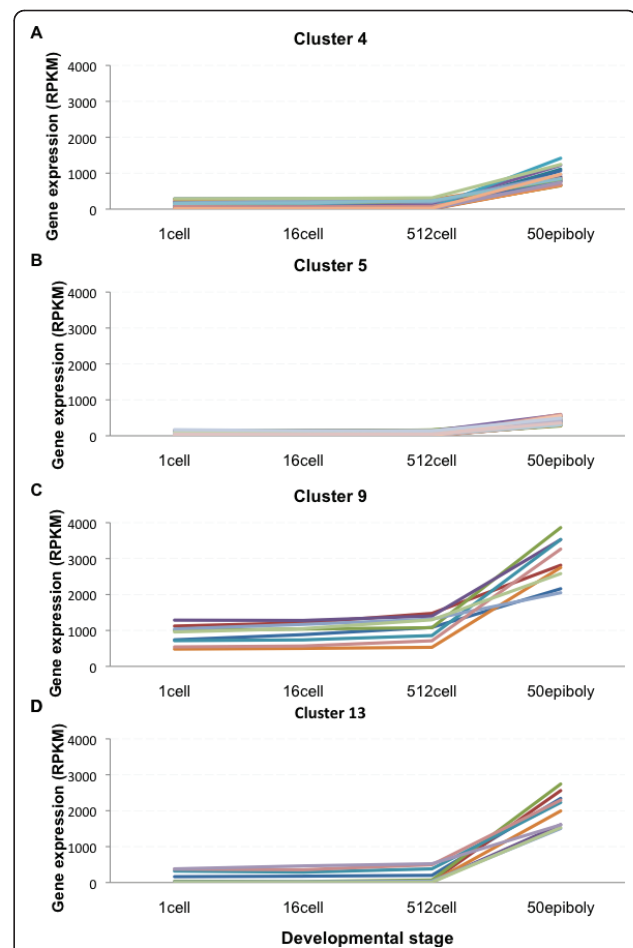 A
Cluster 4
Gene expression (RPKM)
4000
3000
2000
1000
0
1cell 16cell 512cell 50epiboly
B
Cluster 5
Gene expression (RPKM)
4000
3000
2000
1000
0
1cell 16cell 512cell 50epiboly
C
Cluster 9
Gene expression (RPKM)
4000
3000
2000
1000
0
1cell 16cell 512cell 50epiboly
D
Cluster 13
Gene expression (RPKM)
4000
3000
2000
1000
0
1cell 16cell 512cell 50epiboly
Developmental stage